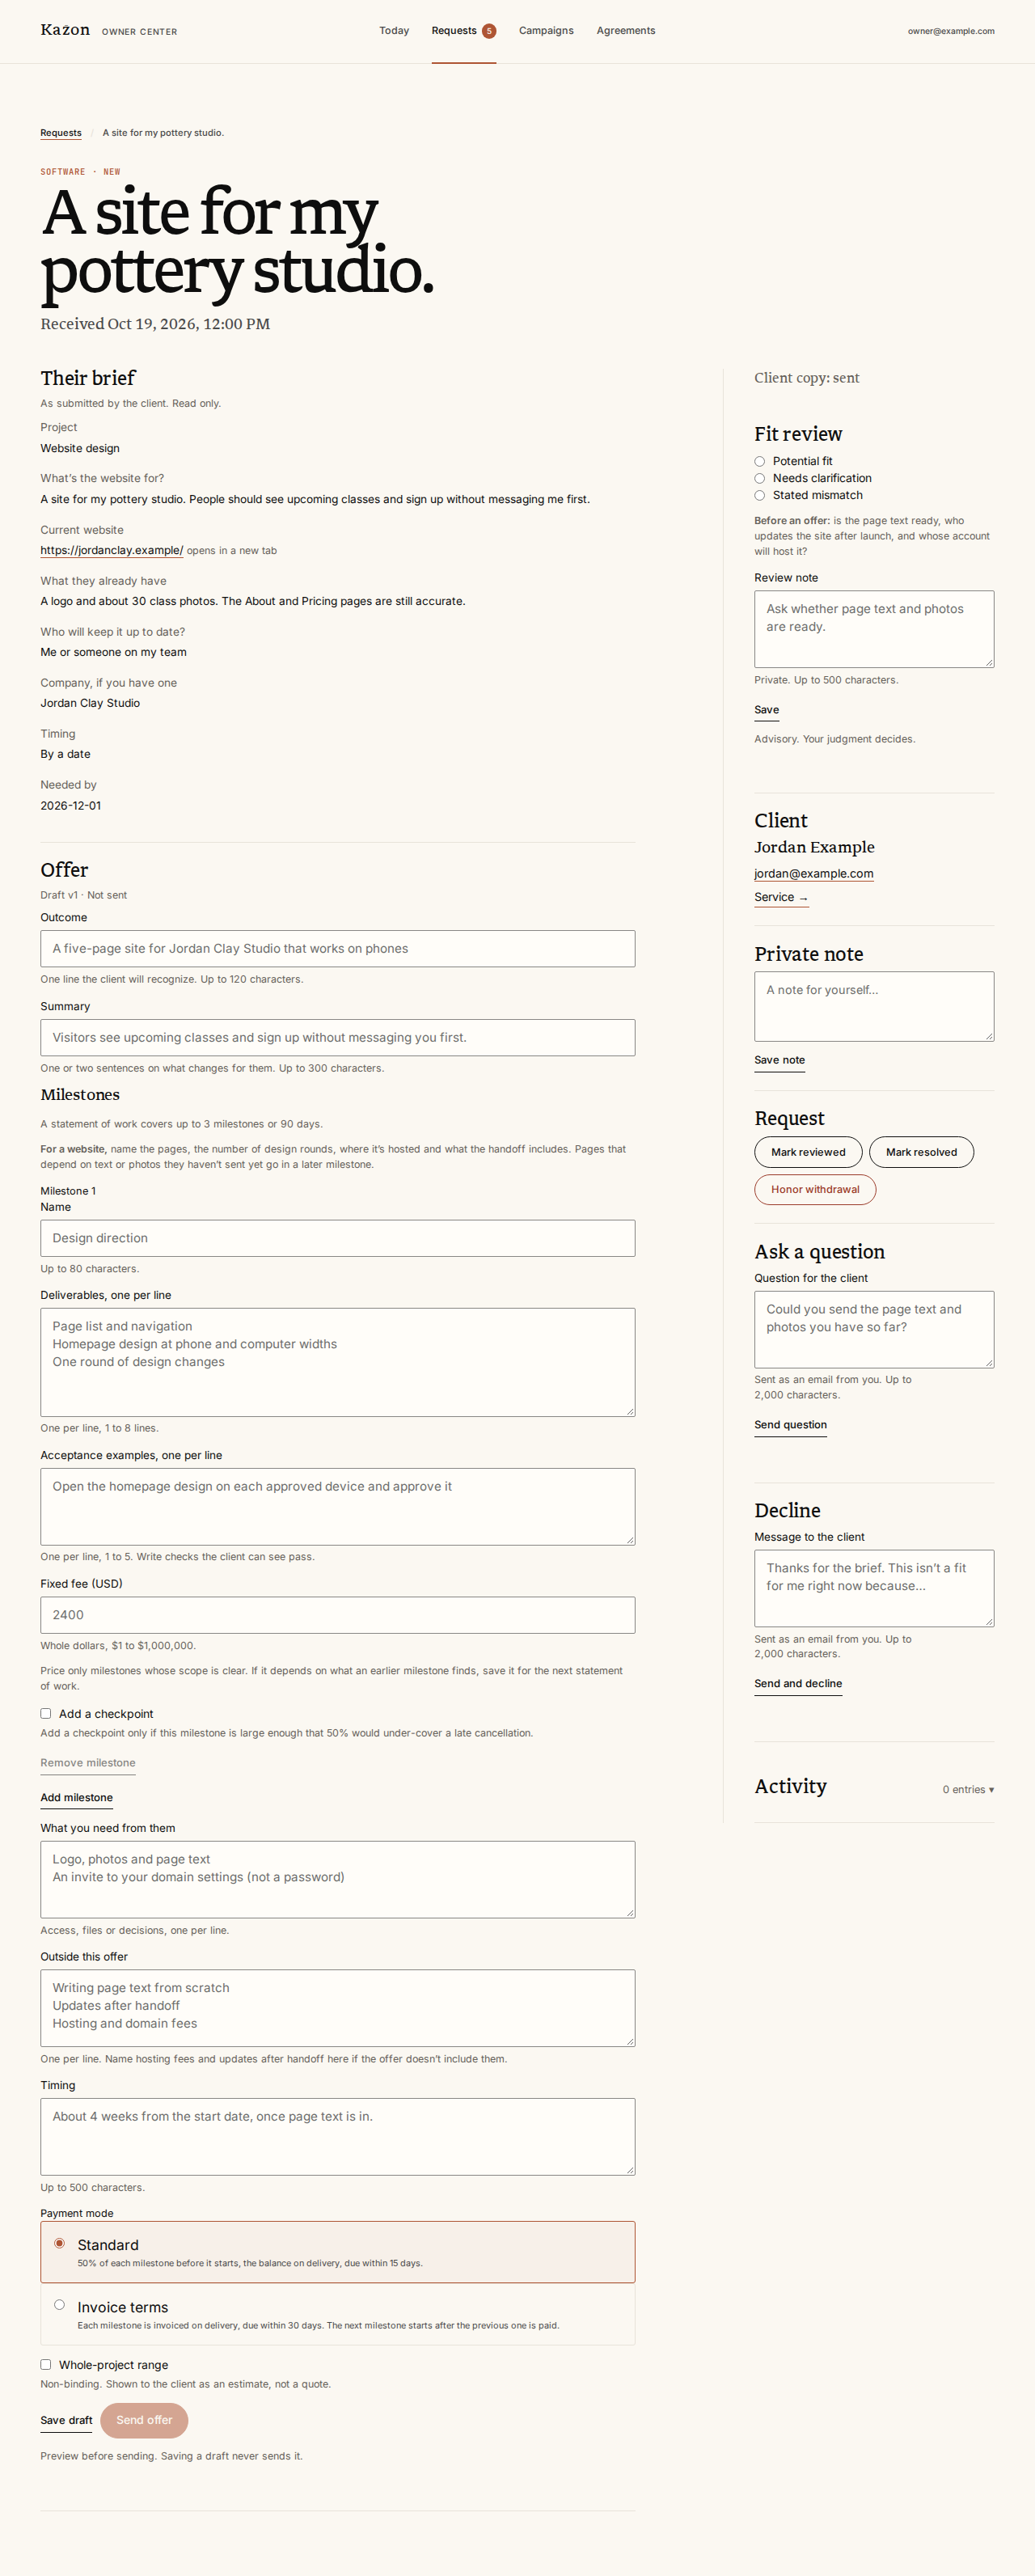 Kazon OWNER CENTER
Today
Requests 5
Campaigns
Agreements
owner@example.com
Requests / A site for my pottery studio.
SOFTWARE · NEW
A site for my
pottery studio.
Received Oct 19, 2026, 12:00 PM
Their brief
As submitted by the client. Read only.
Project
Website design
What's the website for?
A site for my pottery studio. People should see upcoming classes and sign up without messaging me first.
Current website
https://jordanclay.example/ opens in a new tab
What they already have
A logo and about 30 class photos. The About and Pricing pages are still accurate.
Who will keep it up to date?
Me or someone on my team
Company, if you have one
Jordan Clay Studio
Timing
By a date
Needed by
2026-12-01
Offer
Draft v1 · Not sent
Outcome
A five-page site for Jordan Clay Studio that works on phones
One line the client will recognize. Up to 120 characters.
Summary
Visitors see upcoming classes and sign up without messaging you first.
One or two sentences on what changes for them. Up to 300 characters.
Milestones
A statement of work covers up to 3 milestones or 90 days.
For a website, name the pages, the number of design rounds, where it's hosted and what the handoff includes. Pages that
depend on text or photos they haven't sent yet go in a later milestone.
Milestone 1
Name
Design direction
Up to 80 characters.
Deliverables, one per line
Page list and navigation
Homepage design at phone and computer widths
One round of design changes
One per line, 1 to 8 lines.
Acceptance examples, one per line
Open the homepage design on each approved device and approve it
One per line, 1 to 5. Write checks the client can see pass.
Fixed fee (USD)
2400
Whole dollars, $1 to $1,000,000.
Price only milestones whose scope is clear. If it depends on what an earlier milestone finds, save it for the next statement
of work.
Add a checkpoint
Add a checkpoint only if this milestone is large enough that 50% would under-cover a late cancellation.
Remove milestone
Add milestone
What you need from them
Logo, photos and page text
An invite to your domain settings (not a password)
Access, files or decisions, one per line.
Outside this offer
Writing page text from scratch
Updates after handoff
Hosting and domain fees
One per line. Name hosting fees and updates after handoff here if the offer doesn't include them.
Timing
About 4 weeks from the start date, once page text is in.
Up to 500 characters.
Payment mode
Standard
50% of each milestone before it starts, the balance on delivery, due within 15 days.
Invoice terms
Each milestone is invoiced on delivery, due within 30 days. The next milestone starts after the previous one is paid.
Whole-project range
Non-binding. Shown to the client as an estimate, not a quote.
Save draft
Send offer
Preview before sending. Saving a draft never sends it.
Client copy: sent
Fit review
Potential fit
Needs clarification
Stated mismatch
Before an offer: is the page text ready, who
updates the site after launch, and whose account
will host it?
Review note
Ask whether page text and photos
are ready.
Private. Up to 500 characters.
Save
Advisory. Your judgment decides.
Client
Jordan Example
jordan@example.com
Service →
Private note
A note for yourself…
Save note
Request
Mark reviewed
Mark resolved
Honor withdrawal
Ask a question
Question for the client
Could you send the page text and
photos you have so far?
Sent as an email from you. Up to
2,000 characters.
Send question
Decline
Message to the client
Thanks for the brief. This isn't a fit
for me right now because…
Sent as an email from you. Up to
2,000 characters.
Send and decline
Activity
0 entries ▾